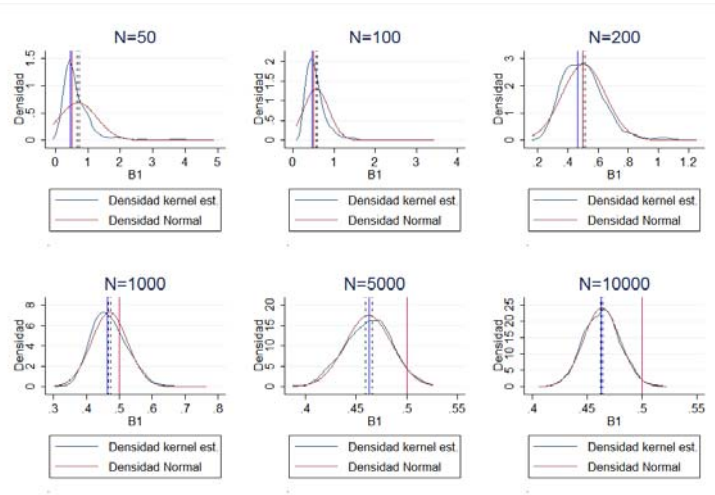 N=50
N=100
N=200
Densidad
0 .5 1 1.5
0 1 2 3 4 5
B1
Densidad
0 .5 1 1.5 2
0 1 2 3 4
B1
Densidad
0 1 2 3
.2 .4 .6 .8 1 1.2
B1
Densidad kernel est.
Densidad Normal
Densidad kernel est.
Densidad Normal
Densidad kernel est.
Densidad Normal
N=1000
N=5000
N=10000
Densidad
0 2 4 6 8
.3 .4 .5 .6 .7 .8
B1
Densidad
0 5 10 15 20
.4 .45 .5 .55
B1
Densidad
0 5 10 15 20 25
.4 .45 .5 .55
B1
Densidad kernel est.
Densidad Normal
Densidad kernel est.
Densidad Normal
Densidad kernel est.
Densidad Normal